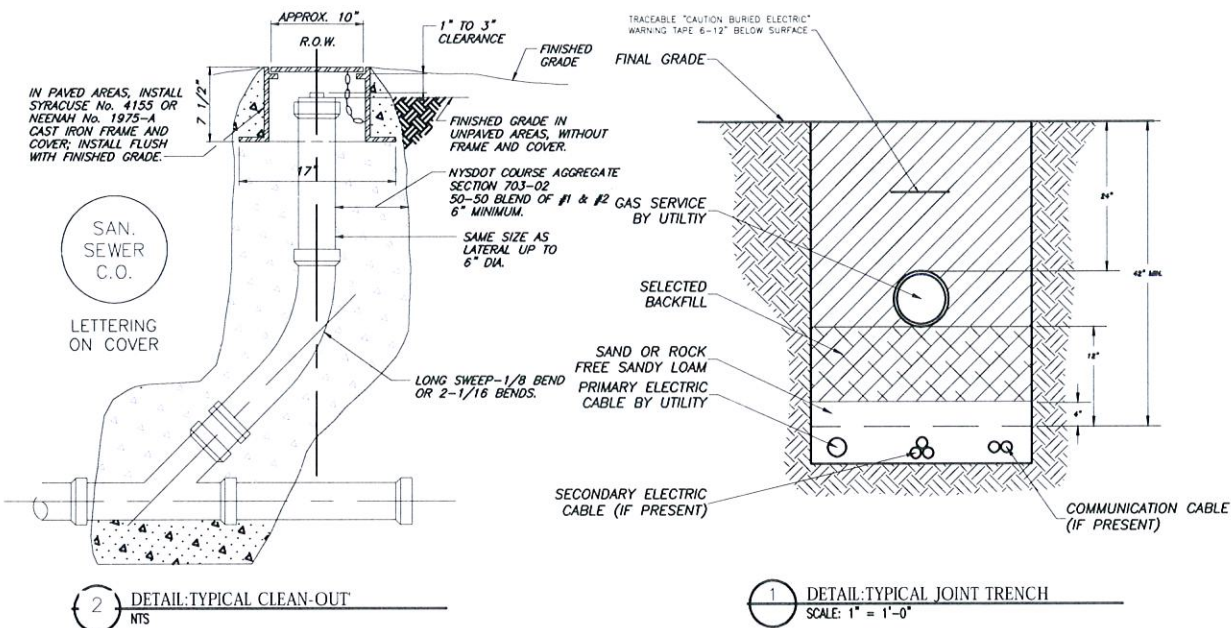 APPROX. 10"
R.O.W.
1" TO 3"
CLEARANCE
FINISHED
GRADE
7 1/2"
IN PAVED AREAS, INSTALL
SYRACUSE No. 4155 OR
NEENAH No. 1975-A
CAST IRON FRAME AND
COVER; INSTALL FLUSH
WITH FINISHED GRADE.
FINISHED GRADE IN
UNPAVED AREAS, WITHOUT
FRAME AND COVER.
17"
NYSDOT COURSE AGGREGATE
SECTION 703-02
50-50 BLEND OF #1 & #2
6" MINIMUM.
SAN.
SEWER
C.O.
SAME SIZE AS
LATERAL UP TO
6" DIA.
LETTERING
ON COVER
LONG SWEEP-1/8 BEND
OR 2-1/16 BENDS.
2
DETAIL:TYPICAL CLEAN-OUT
NTS
TRACEABLE "CAUTION BURIED ELECTRIC"
WARNING TAPE 6-12" BELOW SURFACE
FINAL GRADE
24"
GAS SERVICE
BY UTILTIY
42" MIN.
SELECTED
BACKFILL
12"
SAND OR ROCK
FREE SANDY LOAM
PRIMARY ELECTRIC
CABLE BY UTILITY
4"
SECONDARY ELECTRIC
CABLE (IF PRESENT)
COMMUNICATION CABLE
(IF PRESENT)
1
DETAIL:TYPICAL JOINT TRENCH
SCALE: 1" = 1'-0"